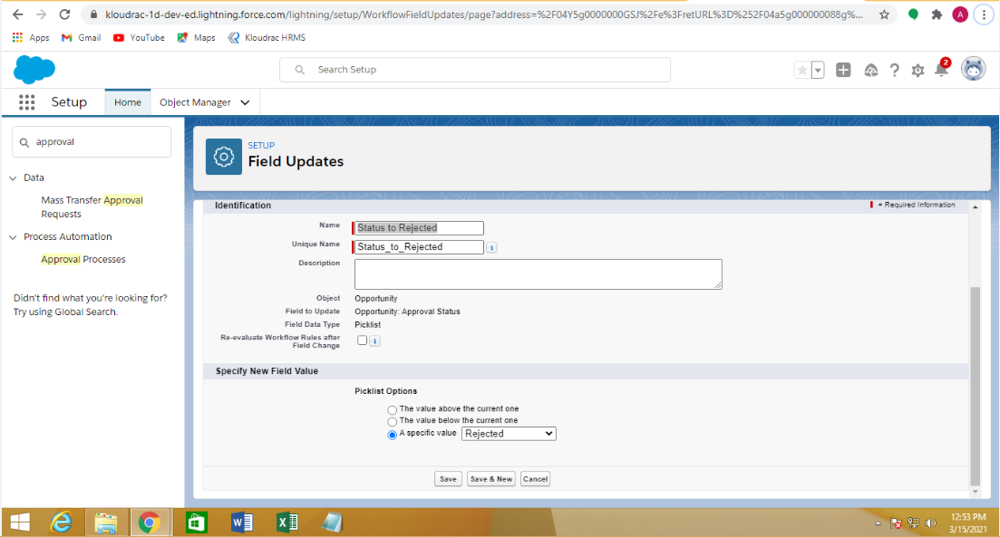 kloudrac-1d-dev-ed.lightning.force.com/lightning/setup/WorkflowFieldUpdates/page?address=%2F04Y5g0000000GSJ%2Fe%3FretURL%3D%252F04a5g000000088g%...
A
Apps Gmail YouTube Maps Kloudrac HRMS
Search Setup
2
Setup Home Object Manager
approval
Data
Mass Transfer Approval
Requests
Process Automation
Approval Processes
Didn't find what you're looking for?
Try using Global Search.
SETUP
Field Updates
Identification
= Required Information
Name Status to Rejected
Unique Name Status_to_Rejected i
Description
Object Opportunity
Field to Update Opportunity: Approval Status
Field Data Type Picklist
Re-evaluate Workflow Rules after
Field Change i
Specify New Field Value
Picklist Options
The value above the current one
The value below the current one
A specific value Rejected
Save Save & New Cancel
12:53 PM
3/15/2021